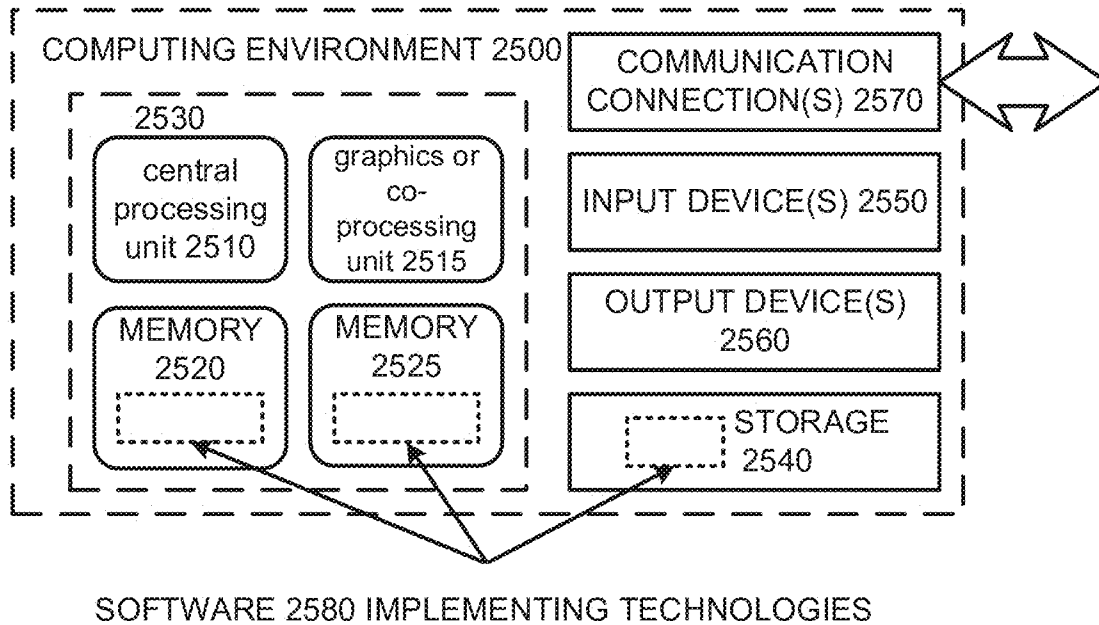 COMPUTING ENVIRONMENT 2500
COMMUNICATION
CONNECTION(S) 2570
2530
central
processing
unit 2510
graphics or
co-
processing
unit 2515
INPUT DEVICE(S) 2550
MEMORY
2520
MEMORY
2525
OUTPUT DEVICE(S)
2560
STORAGE
2540
SOFTWARE 2580 IMPLEMENTING TECHNOLOGIES